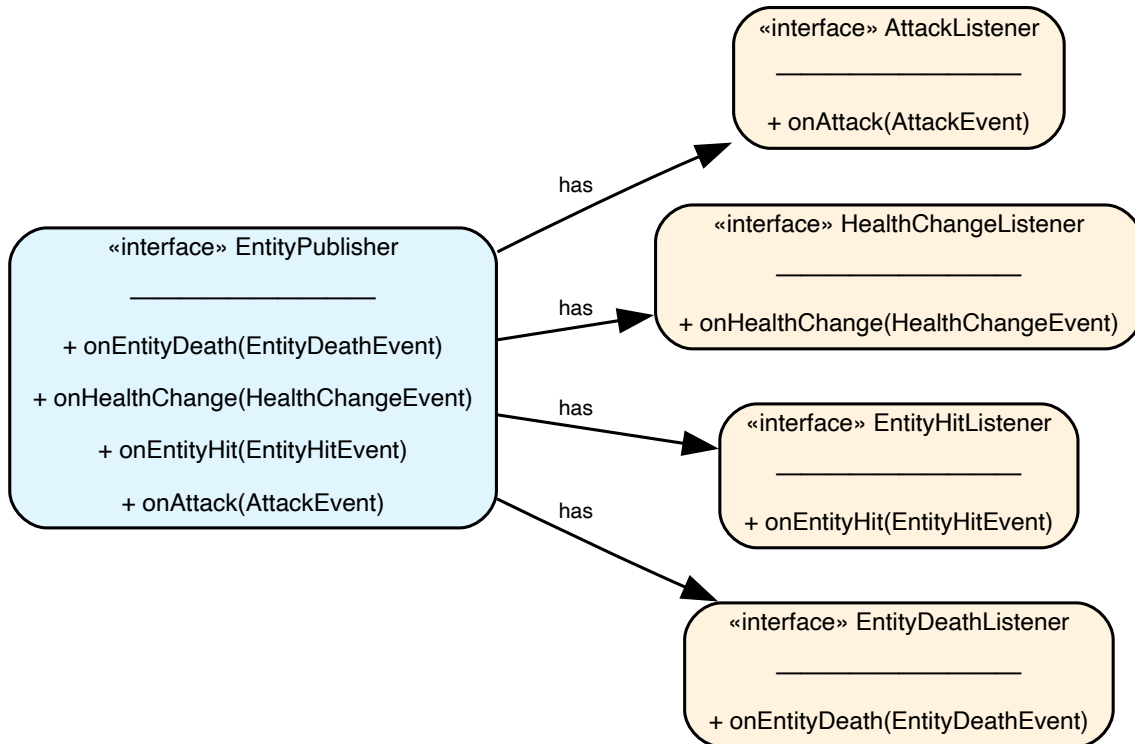 «interface» EntityPublisher
+ onEntityDeath(EntityDeathEvent)
+ onHealthChange(HealthChangeEvent)
+ onEntityHit(EntityHitEvent)
+ onAttack(AttackEvent)
has
has
has
has
«interface» AttackListener
+ onAttack(AttackEvent)
«interface» HealthChangeListener
+ onHealthChange(HealthChangeEvent)
«interface» EntityHitListener
+ onEntityHit(EntityHitEvent)
«interface» EntityDeathListener
+ onEntityDeath(EntityDeathEvent)